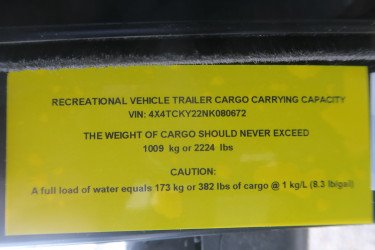 RECREATIONAL VEHICLE TRAILER CARGO CARRYING CAPACITY
VIN: 4X4TCKY22NK080672
THE WEIGHT OF CARGO SHOULD NEVER EXCEED
1009 kg or 2224 lbs
CAUTION:
A full load of water equals 173 kg or 382 lbs of cargo @ 1 kg/L (8.3 lb/gal)